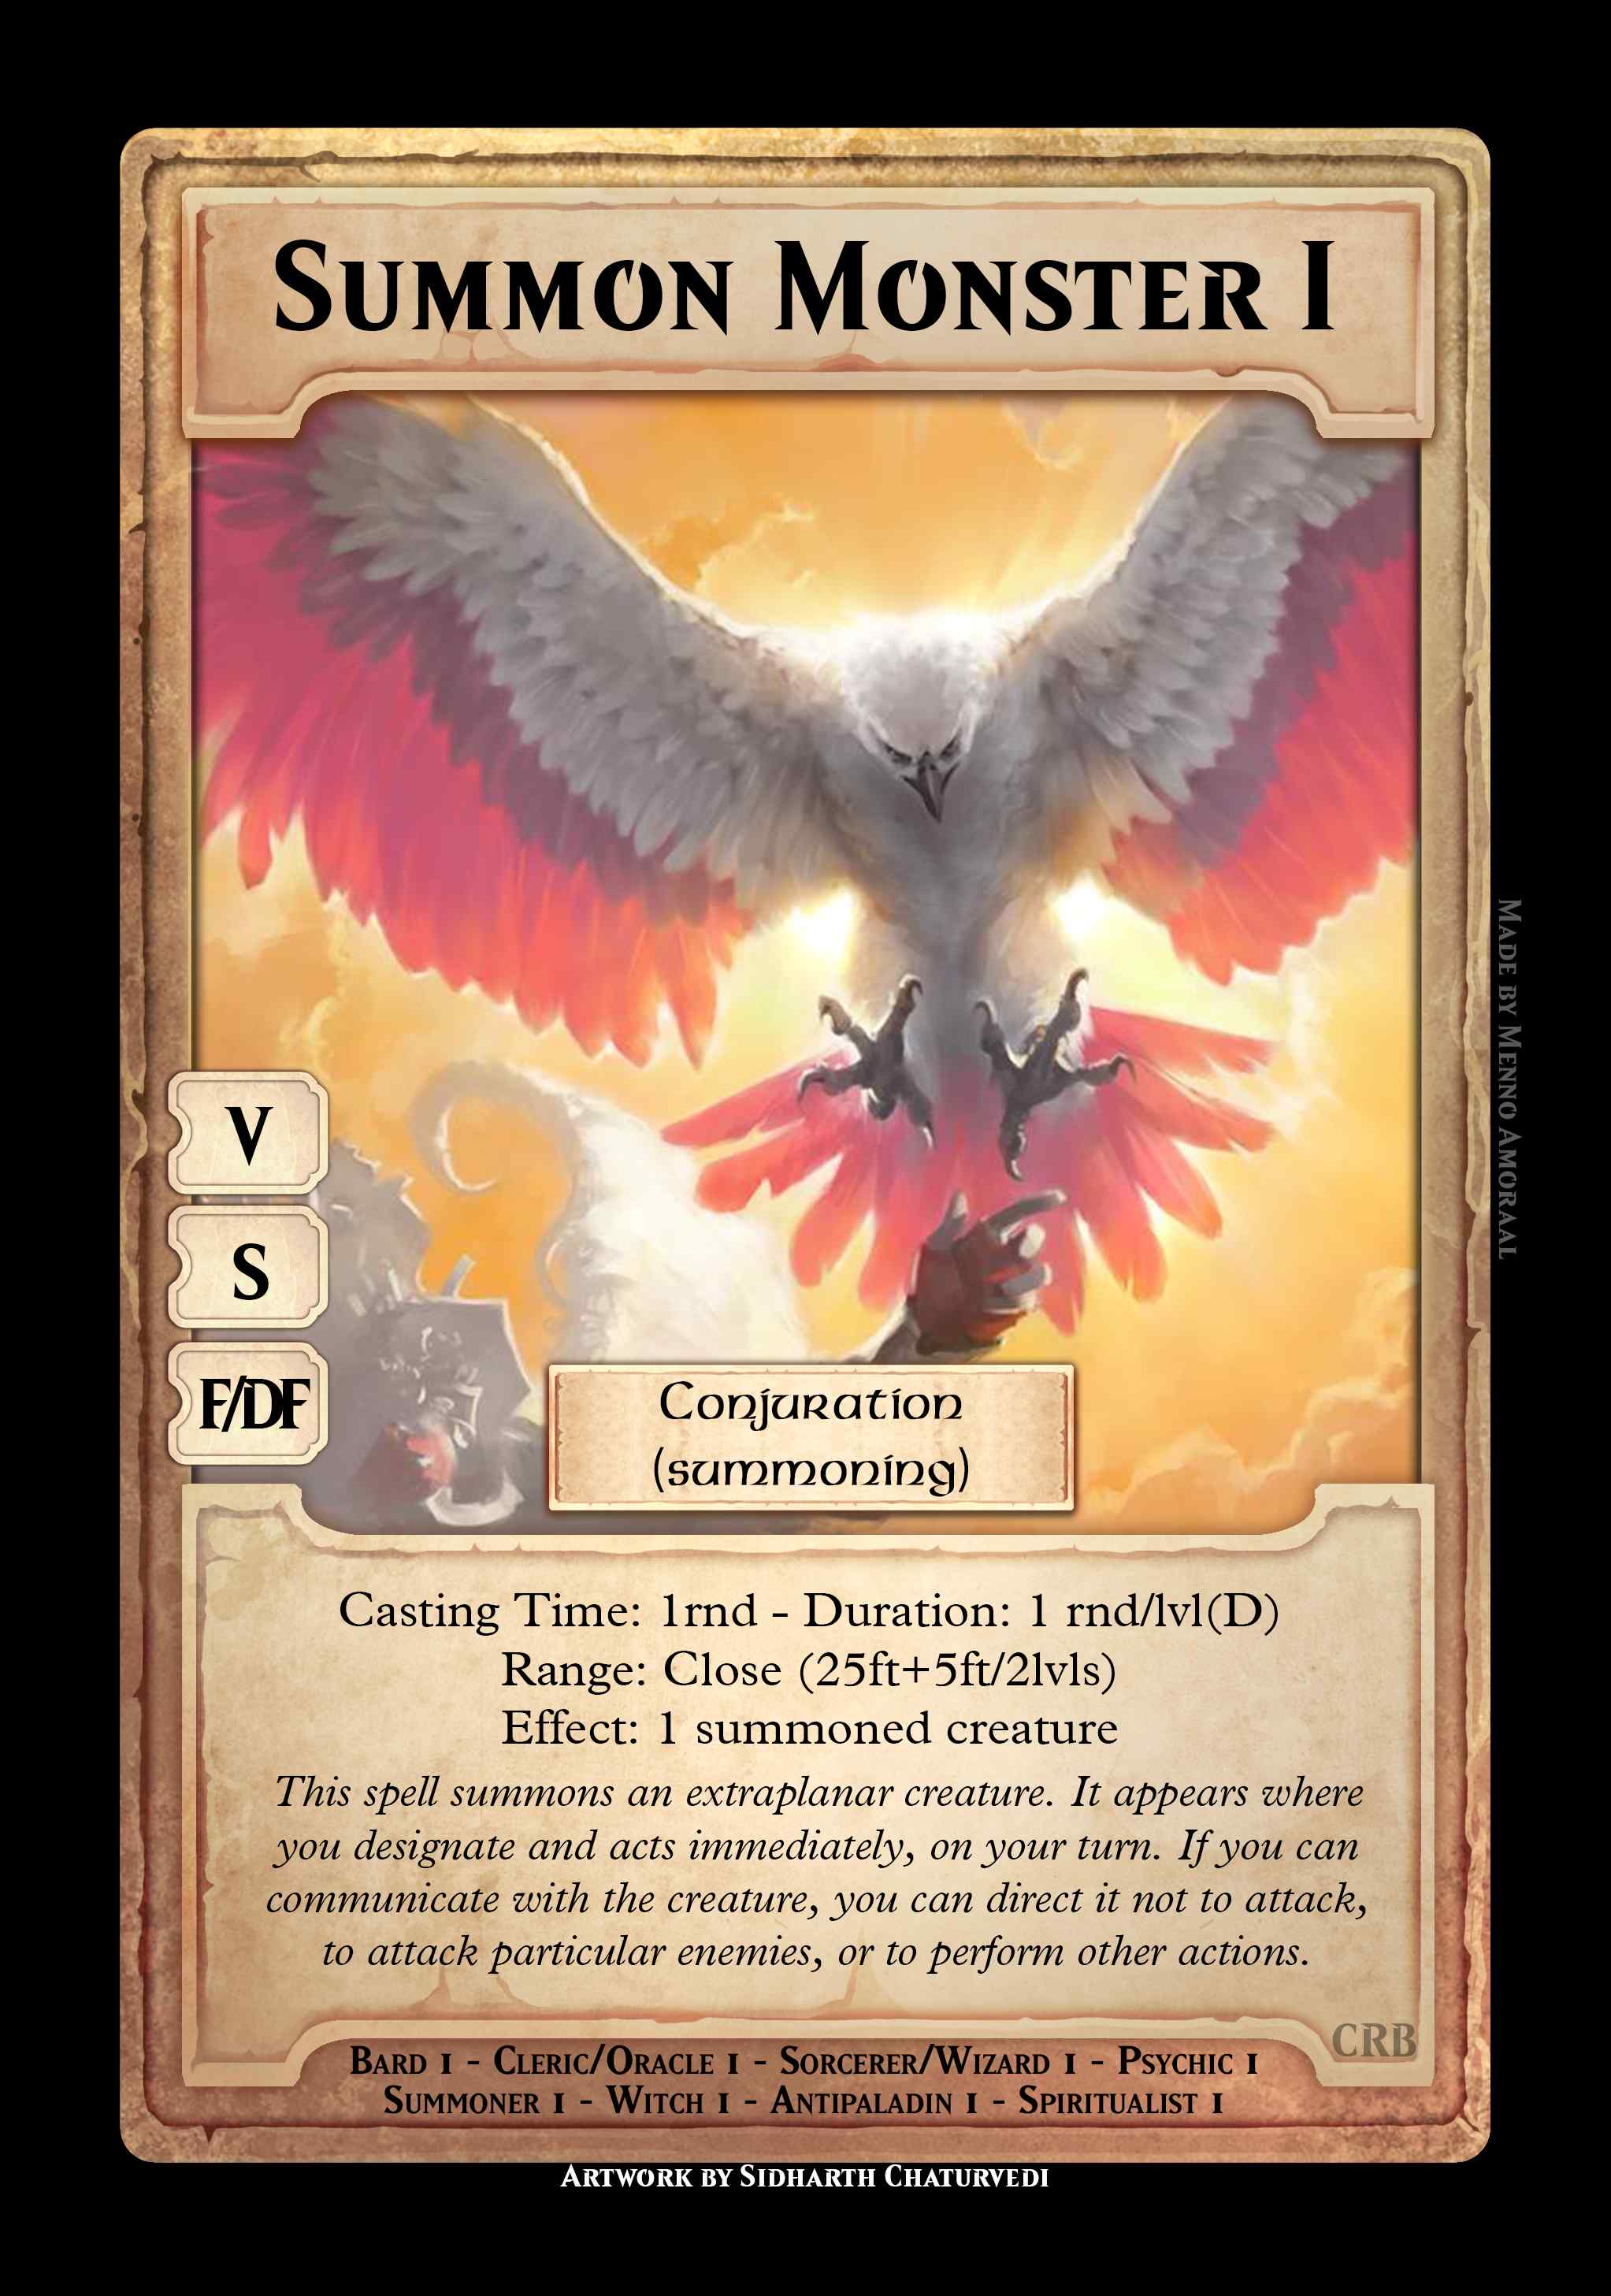 Summon Monster I
V
S
F/DF
Conjuration
(summoning)
Casting Time: 1rnd - Duration: 1 rnd/lvl(D)
Range: Close (25ft+5ft/2lvls)
Effect: 1 summoned creature
This spell summons an extraplanar creature. It appears where
you designate and acts immediately, on your turn. If you can
communicate with the creature, you can direct it not to attack,
to attack particular enemies, or to perform other actions.
CRB
Bard 1 - Cleric/Oracle 1 - Sorcerer/Wizard 1 - Psychic 1
Summoner 1 - Witch 1 - Antipaladin 1 - Spiritualist 1
Artwork by Sidharth Chaturvedi
Made by Menno Amoraal